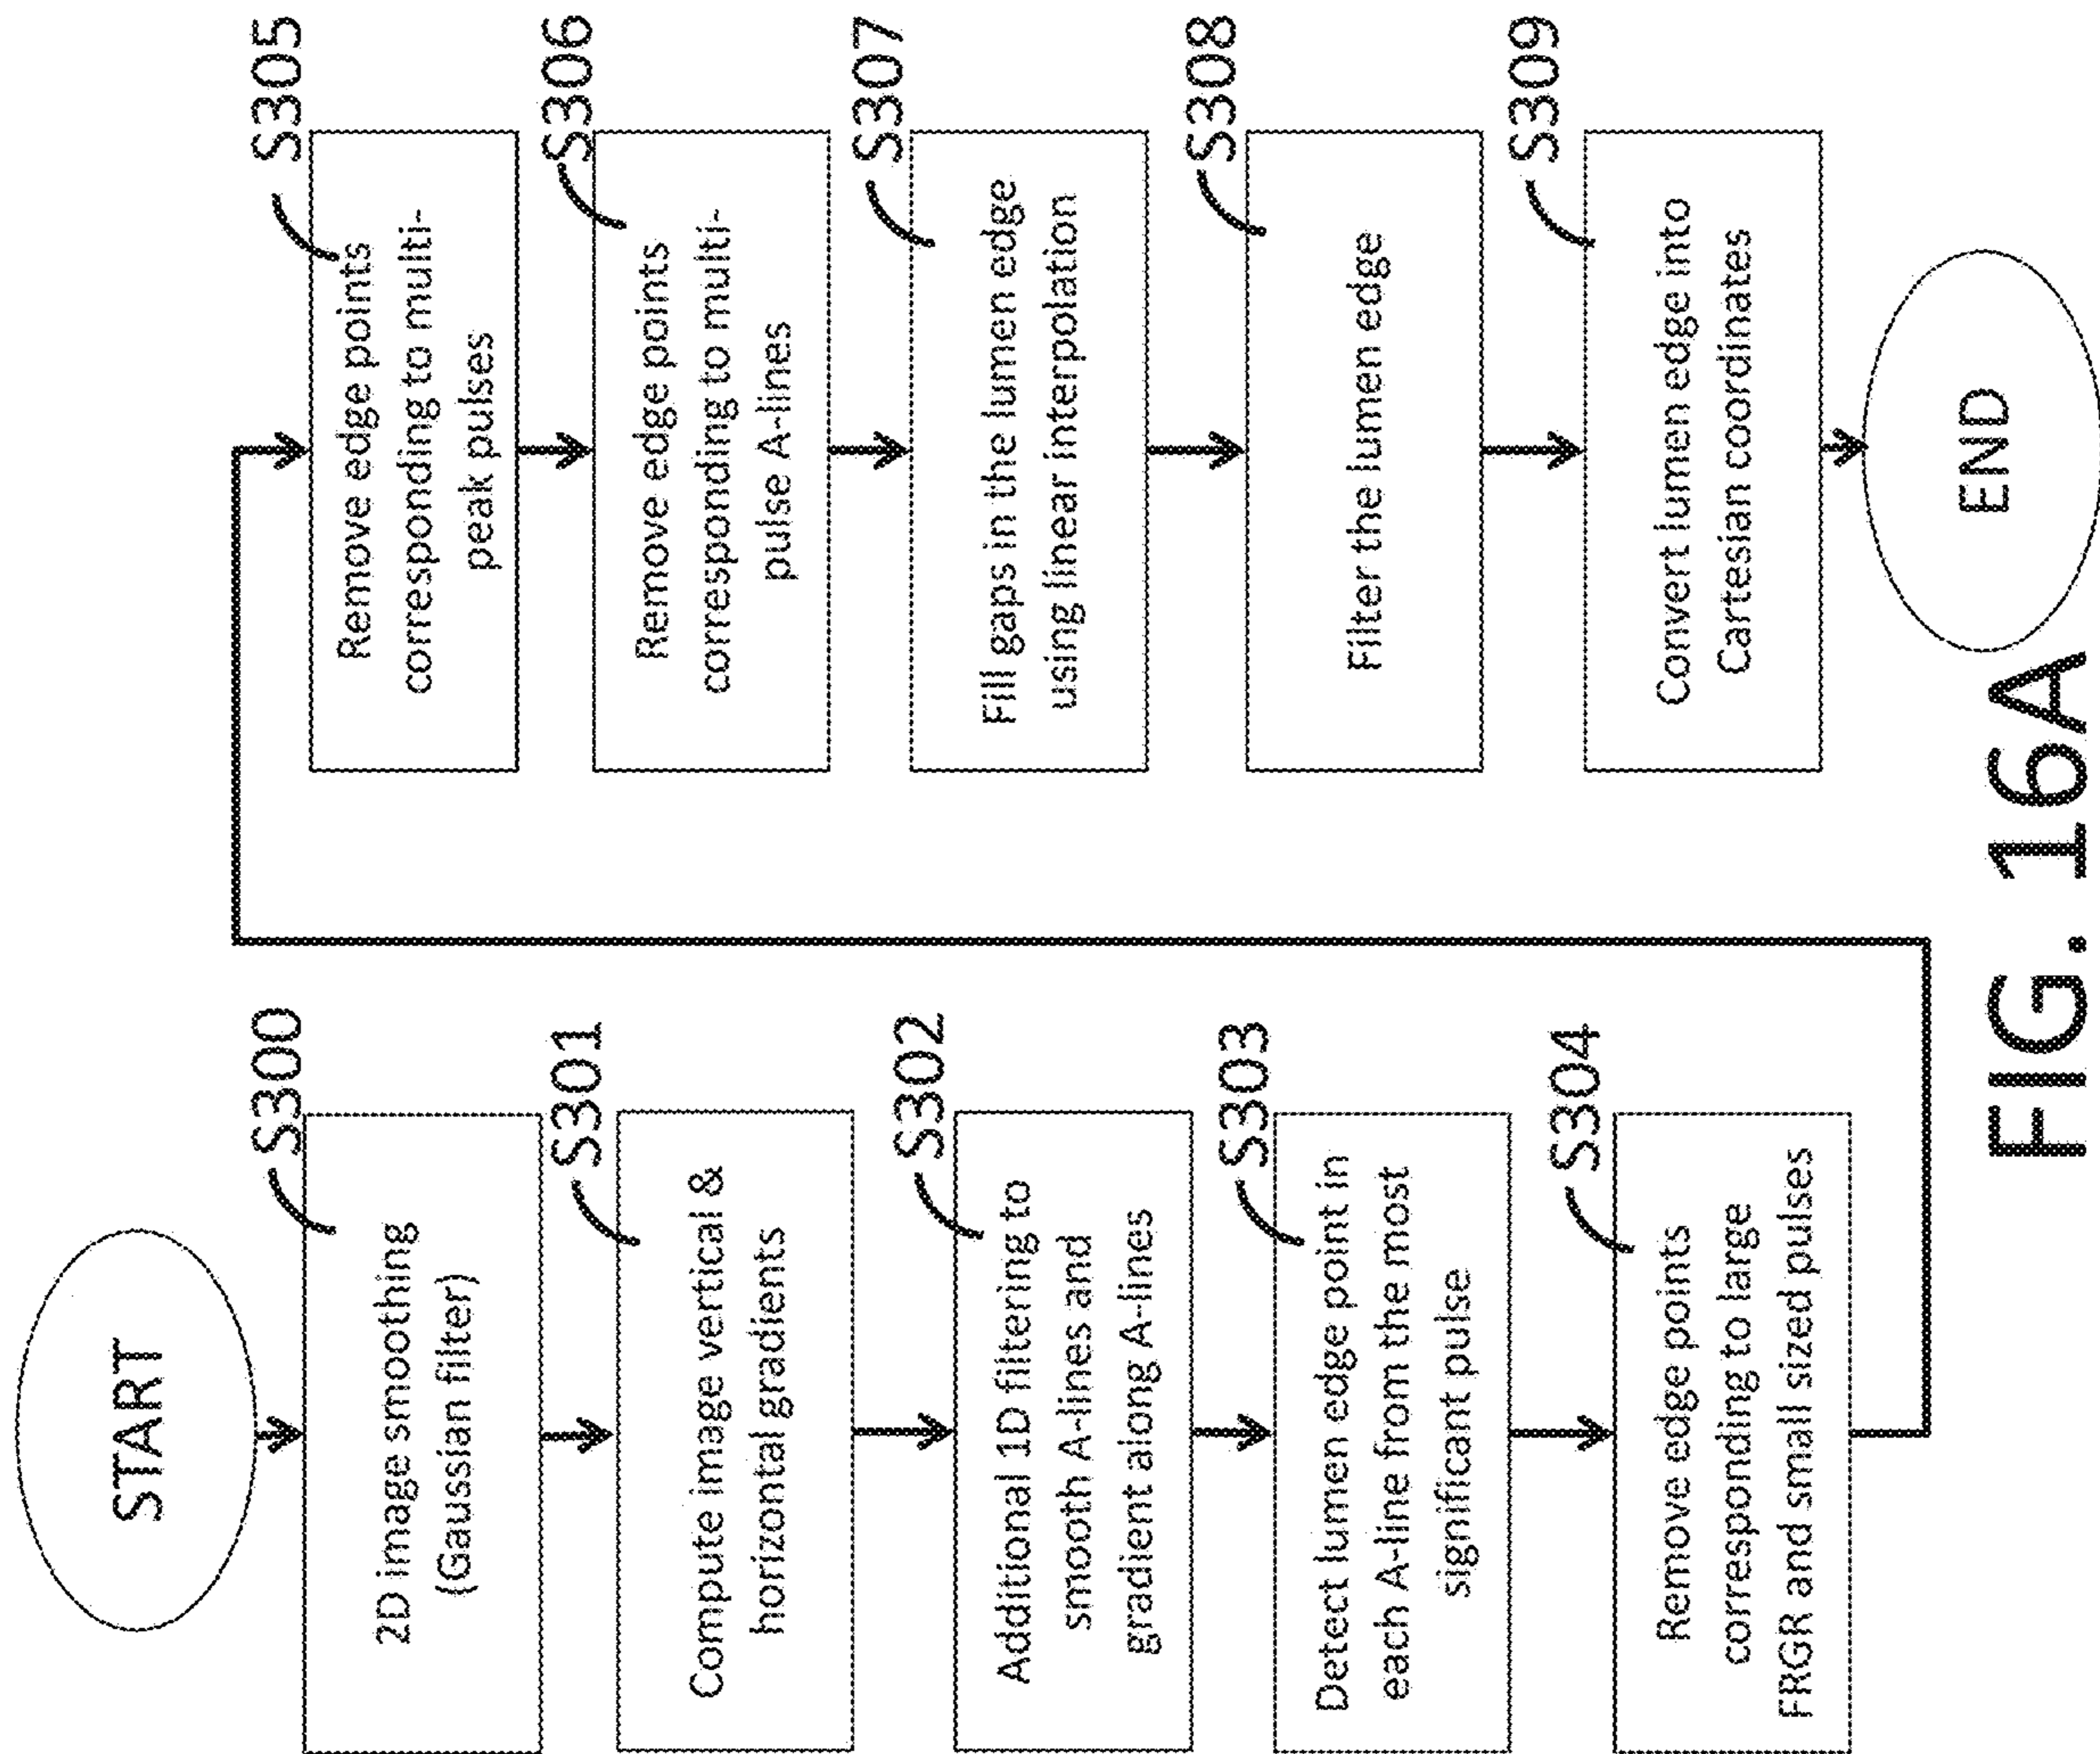 START
S300
2D image smoothing
(Gaussian filter)
S301
Compute image vertical &
horizontal gradients
S302
Additional 1D filtering to
smooth A-lines and
gradient along A-lines
S303
Detect lumen edge point in
each A-line from the most
significant pulse
S304
Remove edge points
corresponding to large
FRGR and small sized pulses
S305
Remove edge points
corresponding to multi-
peak pulses
S306
Remove edge points
corresponding to multi-
pulse A-lines
S307
Fill gaps in the lumen edge
using linear interpolation
S308
Filter the lumen edge
S309
Convert lumen edge into
Cartesian coordinates
END
FIG. 16A